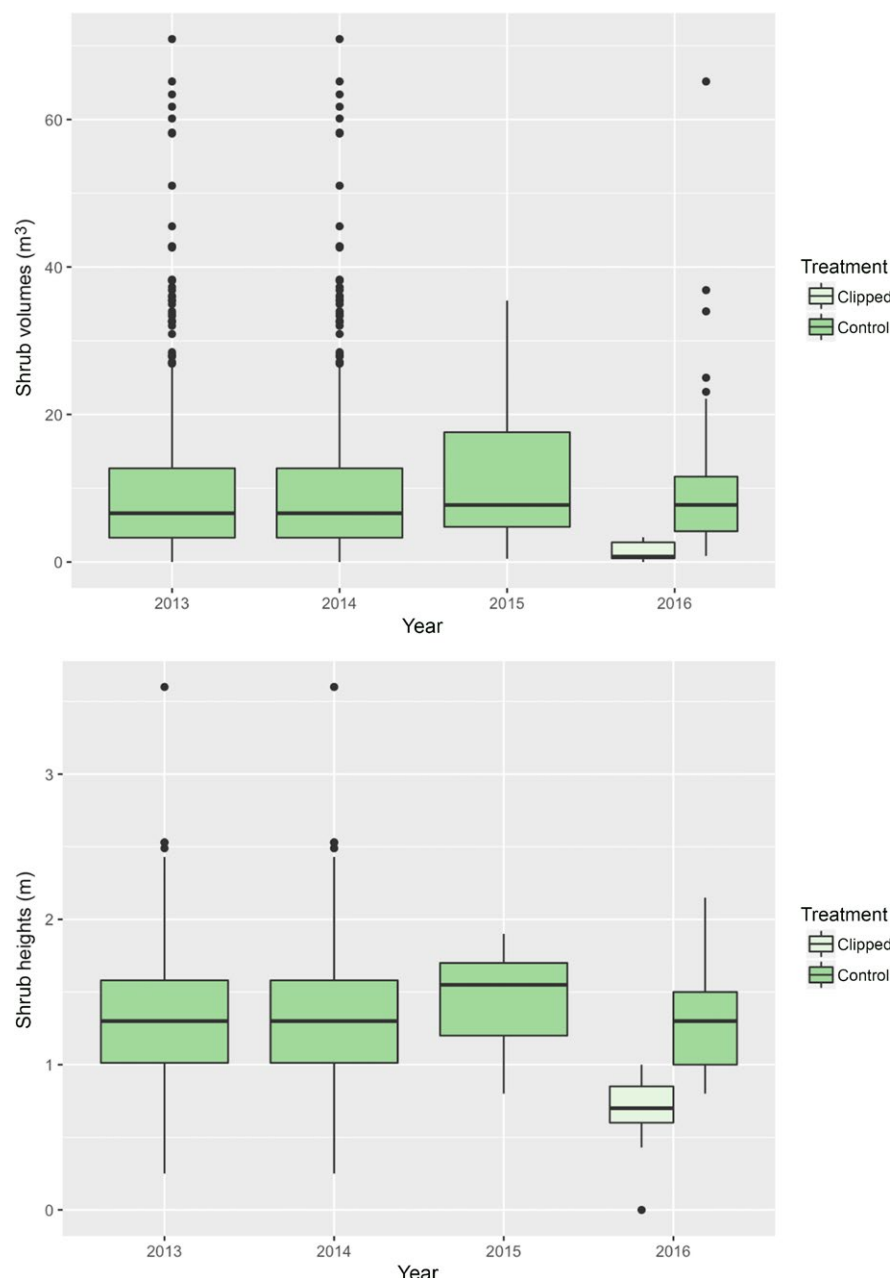 Shrub volumes (m³)
60
40
20
0
2013 2014 2015 2016
Year
Treatment
Clipped
Control
Shrub heights (m)
3
2
1
0
2013 2014 2015 2016
Year
Treatment
Clipped
Control